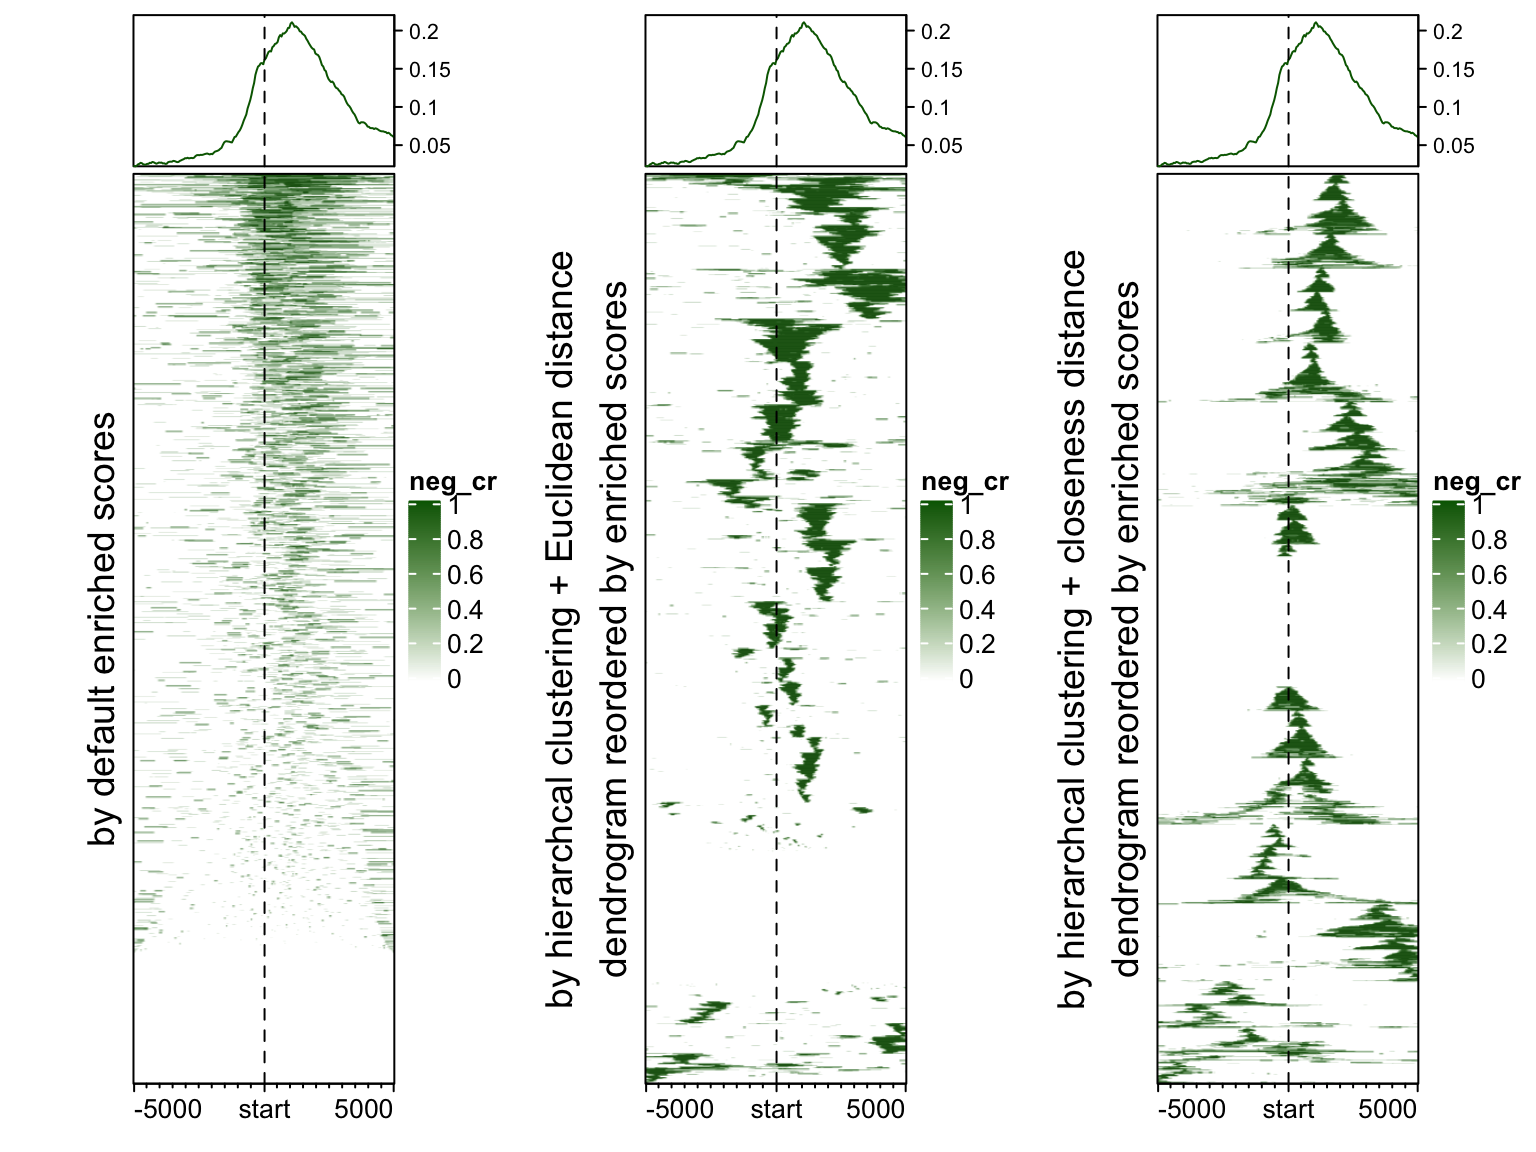 0.2
0.15
0.1
0.05
by default enriched scores
neg_cr
1
0.8
0.6
0.4
0.2
0
-5000 start 5000
0.2
0.15
0.1
0.05
by hierarchcal clustering + Euclidean distance
dendrogram reordered by enriched scores
neg_cr
1
0.8
0.6
0.4
0.2
0
-5000 start 5000
0.2
0.15
0.1
0.05
by hierarchcal clustering + closeness distance
dendrogram reordered by enriched scores
neg_cr
1
0.8
0.6
0.4
0.2
0
-5000 start 5000